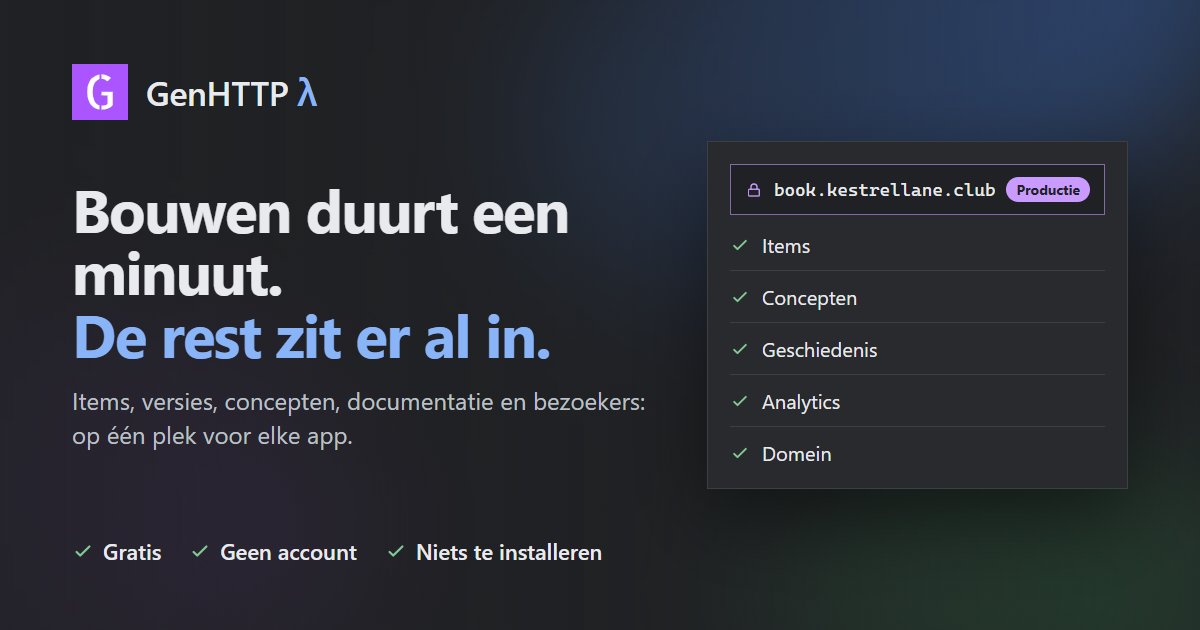 G GenHTTP λ
Bouwen duurt een
minuut.
De rest zit er al in.
Items, versies, concepten, documentatie en bezoekers:
op één plek voor elke app.
Gratis
Geen account
Niets te installeren
book.kestrellane.club Productie
Items
Concepten
Geschiedenis
Analytics
Domein